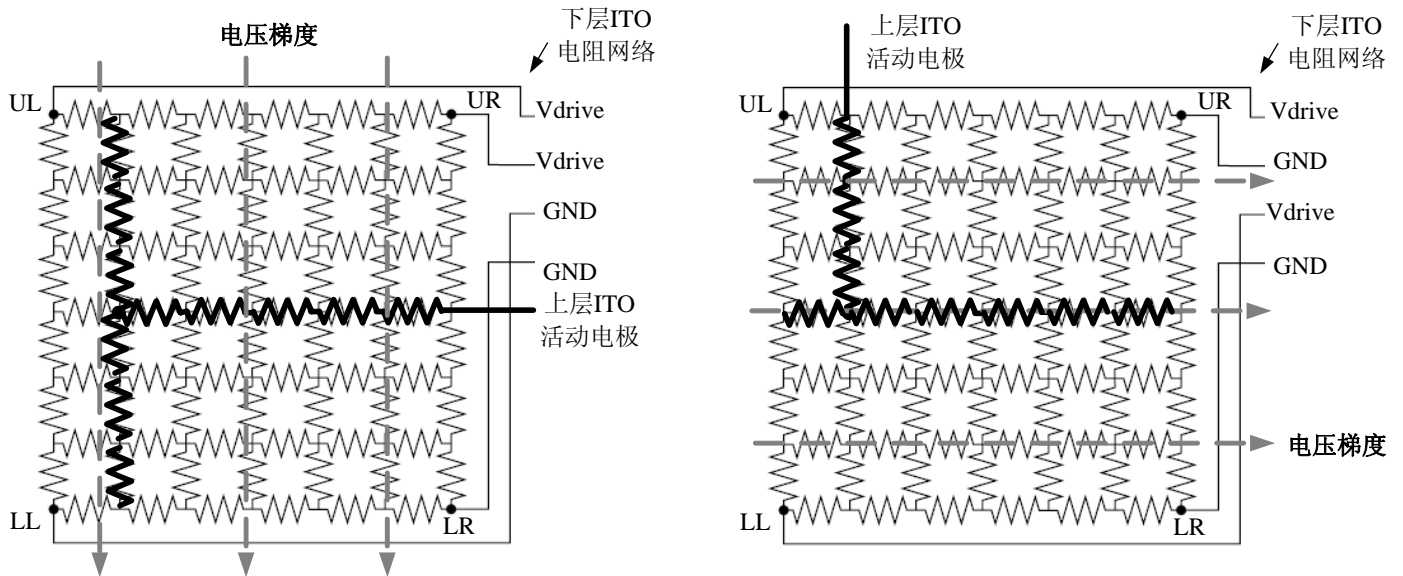 电压梯度
下层ITO
电阻网络
UL
UR
Vdrive
Vdrive
GND
GND
上层ITO
活动电极
LL
LR
上层ITO
活动电极
下层ITO
电阻网络
UL
UR
Vdrive
GND
Vdrive
GND
电压梯度
LL
LR